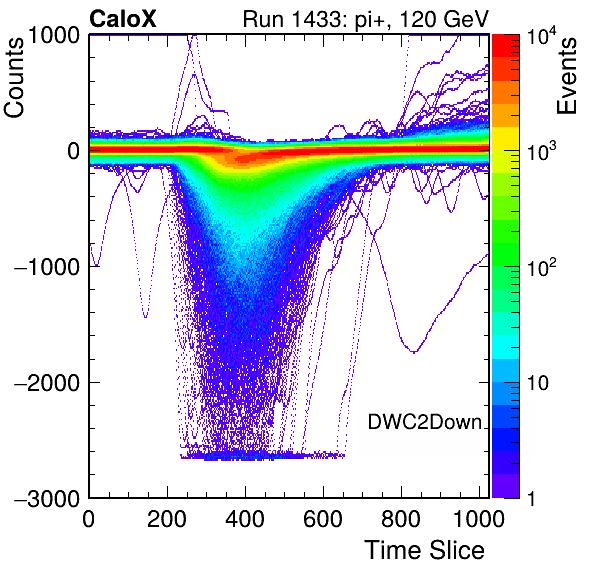 CaloX Run 1433: pi+, 120 GeV
Counts
Events
1000
0
−1000
−2000
−3000
0 200 400 600 800 1000
Time Slice
DWC2Down
10^4
10^3
10^2
10
1